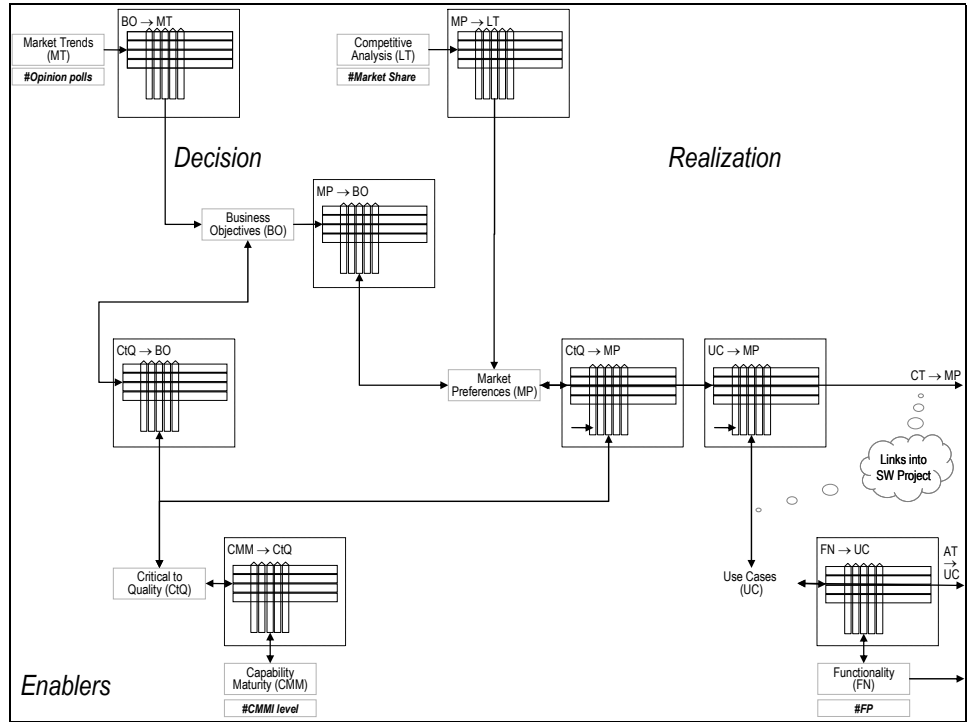 BO → MT
MP → LT
Market Trends
(MT)
#Opinion polls
Competitive
Analysis (LT)
#Market Share
Decision
Realization
MP → BO
Business
Objectives (BO)
CtQ → BO
Market
Preferences (MP)
CtQ → MP
UC → MP
CT → MP
Links into
SW Project
CMM → CtQ
FN → UC
AT
→
UC
Critical to
Quality (CtQ)
Use Cases
(UC)
Capability
Maturity (CMM)
#CMMI level
Functionality
(FN)
#FP
Enablers